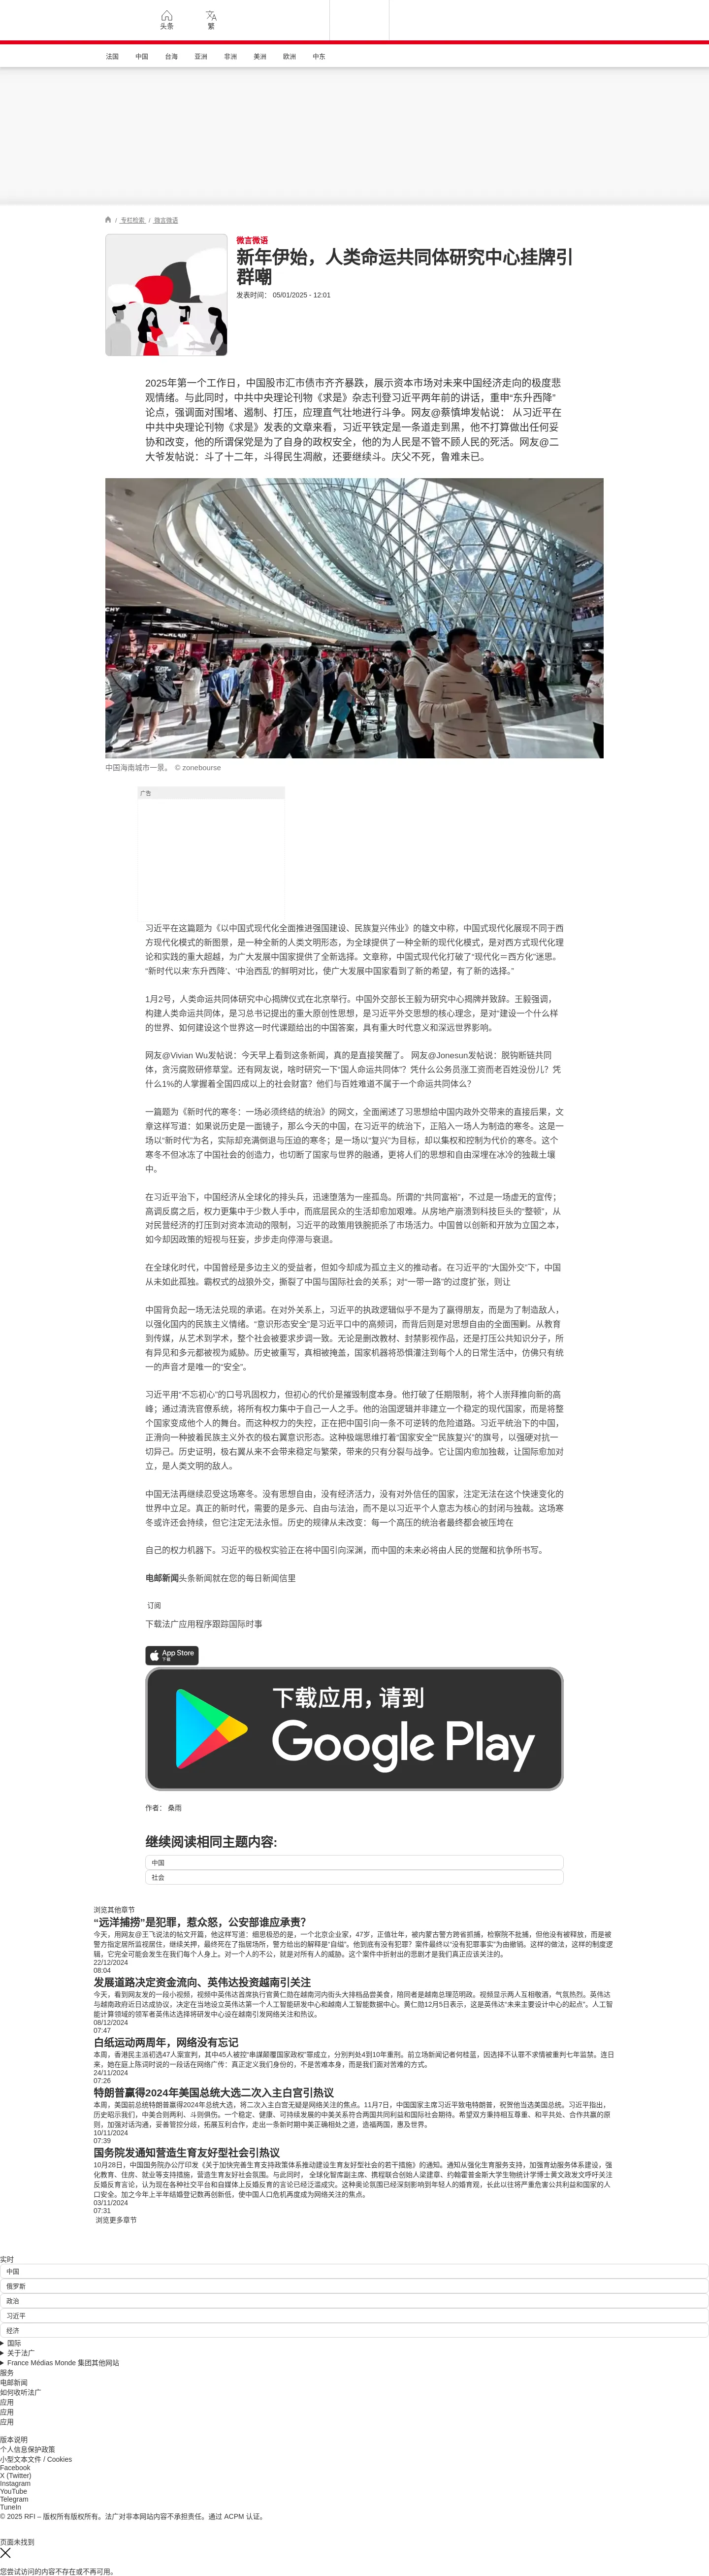 头条
繁
法国
中国
台海
亚洲
非洲
美洲
欧洲
中东
/ 专栏检索 / 微言微语
微言微语
新年伊始，人类命运共同体研究中心挂牌引
群嘲
发表时间： 05/01/2025 - 12:01
2025年第一个工作日，中国股市汇市债市齐齐暴跌，展示资本市场对未来中国经济走向的极度悲
观情绪。与此同时，中共中央理论刊物《求是》杂志刊登习近平两年前的讲话，重申“东升西降”
论点，强调面对围堵、遏制、打压，应理直气壮地进行斗争。网友@蔡慎坤发帖说： 从习近平在
中共中央理论刊物《求是》发表的文章来看，习近平铁定是一条道走到黑，他不打算做出任何妥
协和改变，他的所谓保党是为了自身的政权安全，他的为人民是不管不顾人民的死活。网友@二
大爷发帖说：斗了十二年，斗得民生凋敝，还要继续斗。庆父不死，鲁难未已。
中国海南城市一景。 © zonebourse
广告
习近平在这篇题为《以中国式现代化全面推进强国建设、民族复兴伟业》的雄文中称，中国式现代化展现不同于西
方现代化模式的新图景，是一种全新的人类文明形态，为全球提供了一种全新的现代化模式，是对西方式现代化理
论和实践的重大超越，为广大发展中国家提供了全新选择。文章称，中国式现代化打破了“现代化＝西方化”迷思。
“新时代以来‘东升西降’、‘中治西乱’的鲜明对比，使广大发展中国家看到了新的希望，有了新的选择。”
1月2号，人类命运共同体研究中心揭牌仪式在北京举行。中国外交部长王毅为研究中心揭牌并致辞。王毅强调，
构建人类命运共同体，是习总书记提出的重大原创性思想，是习近平外交思想的核心理念，是对“建设一个什么样
的世界、如何建设这个世界这一时代课题给出的中国答案，具有重大时代意义和深远世界影响。
网友@Vivian Wu发帖说：今天早上看到这条新闻，真的是直接笑醒了。 网友@Jonesun发帖说：脱钩断链共同
体，贪污腐败研修草堂。还有网友说，啥时研究一下“国人命运共同体”？凭什么公务员涨工资而老百姓没份儿？凭
什么1%的人掌握着全国四成以上的社会财富？他们与百姓难道不属于一个命运共同体么？
一篇题为《新时代的寒冬：一场必须终结的统治》的网文，全面阐述了习思想给中国内政外交带来的直接后果，文
章这样写道：如果说历史是一面镜子，那么今天的中国，在习近平的统治下，正陷入一场人为制造的寒冬。这是一
场以“新时代”为名，实际却充满倒退与压迫的寒冬；是一场以“复兴”为目标，却以集权和控制为代价的寒冬。这个
寒冬不但冰冻了中国社会的创造力，也切断了国家与世界的融通，更将人们的思想和自由深埋在冰冷的独裁土壤
中。
在习近平治下，中国经济从全球化的排头兵，迅速堕落为一座孤岛。所谓的“共同富裕”，不过是一场虚无的宣传；
高调反腐之后，权力更集中于少数人手中，而底层民众的生活却愈加艰难。从房地产崩溃到科技巨头的“整顿”，从
对民营经济的打压到对资本流动的限制，习近平的政策用铁腕扼杀了市场活力。中国曾以创新和开放为立国之本，
如今却因政策的短视与狂妄，步步走向停滞与衰退。
在全球化时代，中国曾经是多边主义的受益者，但如今却成为孤立主义的推动者。在习近平的“大国外交”下，中国
从未如此孤独。霸权式的战狼外交，撕裂了中国与国际社会的关系；对“一带一路”的过度扩张，则让
中国背负起一场无法兑现的承诺。在对外关系上，习近平的执政逻辑似乎不是为了赢得朋友，而是为了制造敌人，
以强化国内的民族主义情绪。“意识形态安全”是习近平口中的高频词，而背后则是对思想自由的全面围剿。从教育
到传媒，从艺术到学术，整个社会被要求步调一致。无论是删改教材、封禁影视作品，还是打压公共知识分子，所
有异见和多元都被视为威胁。历史被重写，真相被掩盖，国家机器将恐惧灌注到每个人的日常生活中，仿佛只有统
一的声音才是唯一的“安全”。
习近平用“不忘初心”的口号巩固权力，但初心的代价是摧毁制度本身。他打破了任期限制，将个人崇拜推向新的高
峰；通过清洗官僚系统，将所有权力集中于自己一人之手。他的治国逻辑并非建立一个稳定的现代国家，而是将整
个国家变成他个人的舞台。而这种权力的失控，正在把中国引向一条不可逆转的危险道路。习近平统治下的中国，
正滑向一种披着民族主义外衣的极右翼意识形态。这种极端思维打着“国家安全”“民族复兴”的旗号，以强硬对抗一
切异己。历史证明，极右翼从来不会带来稳定与繁荣，带来的只有分裂与战争。它让国内愈加独裁，让国际愈加对
立，是人类文明的敌人。
中国无法再继续忍受这场寒冬。没有思想自由，没有经济活力，没有对外信任的国家，注定无法在这个快速变化的
世界中立足。真正的新时代，需要的是多元、自由与法治，而不是以习近平个人意志为核心的封闭与独裁。这场寒
冬或许还会持续，但它注定无法永恒。历史的规律从未改变：每一个高压的统治者最终都会被压垮在
自己的权力机器下。习近平的极权实验正在将中国引向深渊，而中国的未来必将由人民的觉醒和抗争所书写。
电邮新闻头条新闻就在您的每日新闻信里
订阅
下载法广应用程序跟踪国际时事
App Store
下载
下载应用，请到
Google Play
作者： 桑雨
继续阅读相同主题内容:
中国
社会
浏览其他章节
“远洋捕捞”是犯罪，惹众怒，公安部谁应承责？
今天，用网友@王飞说法的帖文开篇，他这样写道：细思极恐的是，一个北京企业家，47岁，正值壮年，被内蒙古警方跨省抓捕，检察院不批捕，但他没有被释放，而是被
警方指定居所监视居住，继续关押，最终死在了指居场所，警方给出的解释是“自缢”。他到底有没有犯罪？案件最终以“没有犯罪事实”为由撤销。这样的做法，这样的制度逻
辑，它完全可能会发生在我们每个人身上。对一个人的不公，就是对所有人的威胁。这个案件中折射出的悲剧才是我们真正应该关注的。
22/12/2024
08:04
发展道路决定资金流向、英伟达投资越南引关注
今天，看到网友发的一段小视频，视频中英伟达首席执行官黄仁勋在越南河内街头大排档品尝美食，陪同者是越南总理范明政。视频显示两人互相敬酒，气氛热烈。英伟达
与越南政府近日达成协议，决定在当地设立英伟达第一个人工智能研发中心和越南人工智能数据中心。黄仁勋12月5日表示，这是英伟达“未来主要设计中心的起点”。人工智
能计算领域的领军者英伟达选择将研发中心设在越南引发网络关注和热议。
08/12/2024
07:47
白纸运动两周年，网络没有忘记
本周，香港民主派初选47人案宣判，其中45人被控“串謀顛覆国家政权”罪成立，分别判处4到10年重刑。前立场新闻记者何桂蓝，因选择不认罪不求情被重判七年监禁。连日
来，她在庭上陈词时说的一段话在网络广传：真正定义我们身份的，不是苦难本身，而是我们面对苦难的方式。
24/11/2024
07:26
特朗普赢得2024年美国总统大选二次入主白宫引热议
本周，美国前总统特朗普赢得2024年总统大选，将二次入主白宫无疑是网络关注的焦点。11月7日，中国国家主席习近平致电特朗普，祝贺他当选美国总统。习近平指出，
历史昭示我们，中美合则两利、斗则俱伤。一个稳定、健康、可持续发展的中美关系符合两国共同利益和国际社会期待。希望双方秉持相互尊重、和平共处、合作共赢的原
则，加强对话沟通，妥善管控分歧，拓展互利合作，走出一条新时期中美正确相处之道，造福两国，惠及世界。
10/11/2024
07:39
国务院发通知营造生育友好型社会引热议
10月28日，中国国务院办公厅印发《关于加快完善生育支持政策体系推动建设生育友好型社会的若干措施》的通知。通知从强化生育服务支持，加强育幼服务体系建设，强
化教育、住房、就业等支持措施，营造生育友好社会氛围。与此同时， 全球化智库副主席、携程联合创始人梁建章、约翰霍普金斯大学生物统计学博士黄文政发文呼吁关注
反婚反育言论，认为现在各种社交平台和自媒体上反婚反育的言论已经泛滥成灾。这种奥论氛围已经深刻影响到年轻人的婚育观，长此以往将严重危害公共利益和国家的人
口安全。加之今年上半年结婚登记数再创新低，使中国人口危机再度成为网络关注的焦点。
03/11/2024
07:31
浏览更多章节
实时
中国
俄罗斯
政治
习近平
经济
国际
关于法广
France Médias Monde 集团其他网站
服务
电邮新闻
如何收听法广
应用
应用
应用
版本说明
个人信息保护政策
小型文本文件 / Cookies
Facebook
X (Twitter)
Instagram
YouTube
Telegram
TuneIn
© 2025 RFI – 版权所有版权所有。法广对非本网站内容不承担责任。通过 ACPM 认证。
页面未找到
您尝试访问的内容不存在或不再可用。